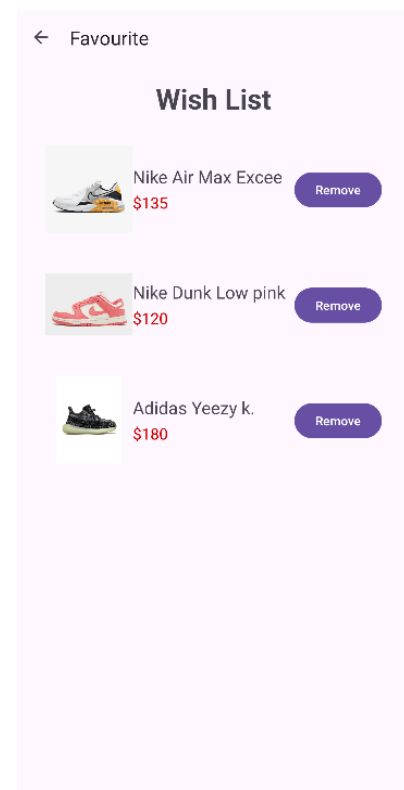 Favourite
Wish List
Nike Air Max Excee
$135
Remove
Nike Dunk Low pink
$120
Remove
Adidas Yeezy k.
$180
Remove